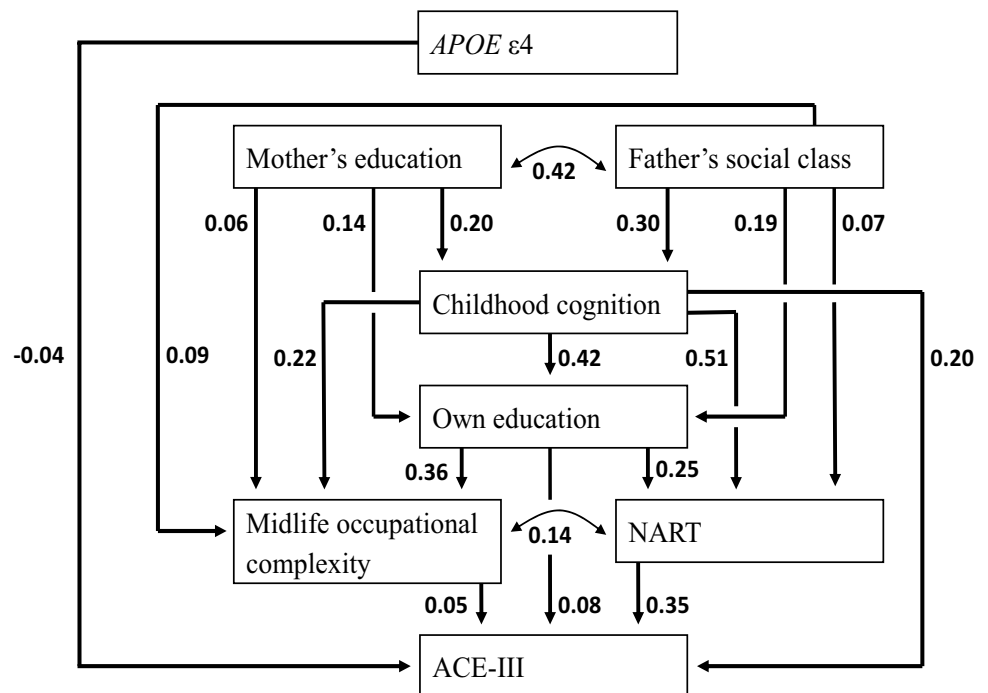 APOE ε4
Mother’s education
Father’s social class
0.42
0.06
0.14
0.20
0.30
0.19
0.07
Childhood cognition
-0.04
0.09
0.22
0.42
0.51
0.20
Own education
0.36
0.25
Midlife occupational
complexity
0.14
NART
0.05
0.08
0.35
ACE-III